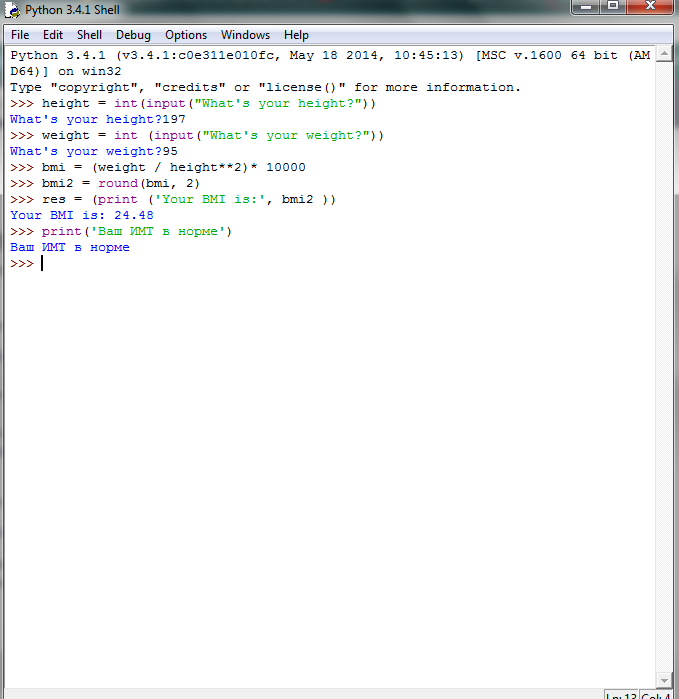 Python 3.4.1 Shell
File Edit Shell Debug Options Windows Help
Python 3.4.1 (v3.4.1:c0e311e010fc, May 18 2014, 10:45:13) [MSC v.1600 64 bit (AM
D64)] on win32
Type "copyright", "credits" or "license()" for more information.
>>> height = int(input("What's your height?"))
What's your height?197
>>> weight = int (input("What's your weight?"))
What's your weight?95
>>> bmi = (weight / height**2)* 10000
>>> bmi2 = round(bmi, 2)
>>> res = (print ('Your BMI is:', bmi2 ))
Your BMI is: 24.48
>>> print('Ваш ИМТ в норме')
Ваш ИМТ в норме
>>>
Ln: 13 Col: 4